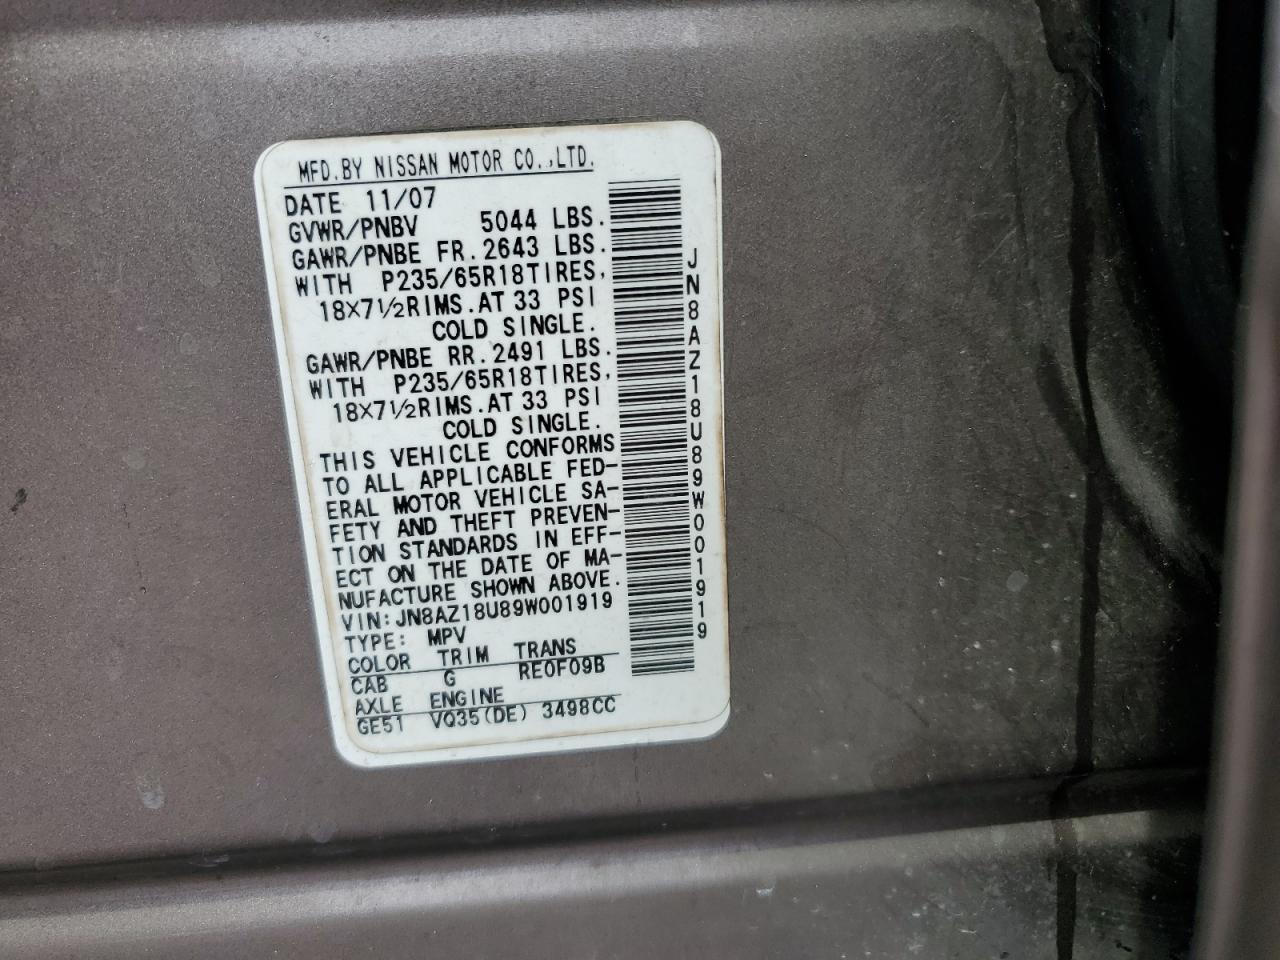 MFD.BY NISSAN MOTOR CO.,LTD.
DATE 11/07
GVWR/PNBV 5044 LBS.
GAWR/PNBE FR. 2643 LBS.
WITH P235/65R18TIRES,
18X7½RIMS.AT 33 PSI
COLD SINGLE.
GAWR/PNBE RR. 2491 LBS.
WITH P235/65R18TIRES,
18X7½RIMS.AT 33 PSI
COLD SINGLE.
THIS VEHICLE CONFORMS
TO ALL APPLICABLE FED-
ERAL MOTOR VEHICLE SA-
FETY AND THEFT PREVEN-
TION STANDARDS IN EFF-
ECT ON THE DATE OF MA-
NUFACTURE SHOWN ABOVE.
VIN:JN8AZ18U89W001919
TYPE: MPV
COLOR TRIM TRANS
CAB G RE0F09B
AXLE ENGINE
GE51 VQ35(DE) 3498CC
JN8AZ18U89W001919